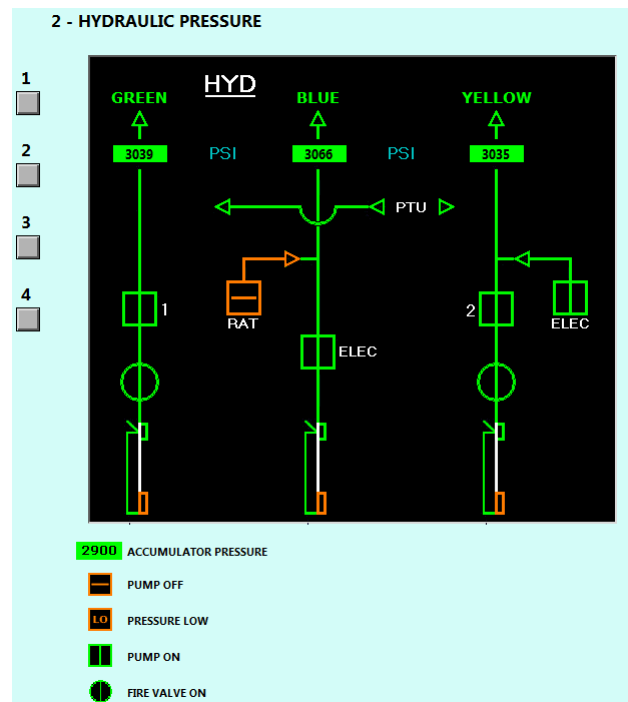 2 - HYDRAULIC PRESSURE
1
2
3
4
HYD
GREEN BLUE YELLOW
3039 PSI 3066 PSI 3035
PTU
1 RAT 2 ELEC
ELEC
2900 ACCUMULATOR PRESSURE
PUMP OFF
LO PRESSURE LOW
PUMP ON
FIRE VALVE ON